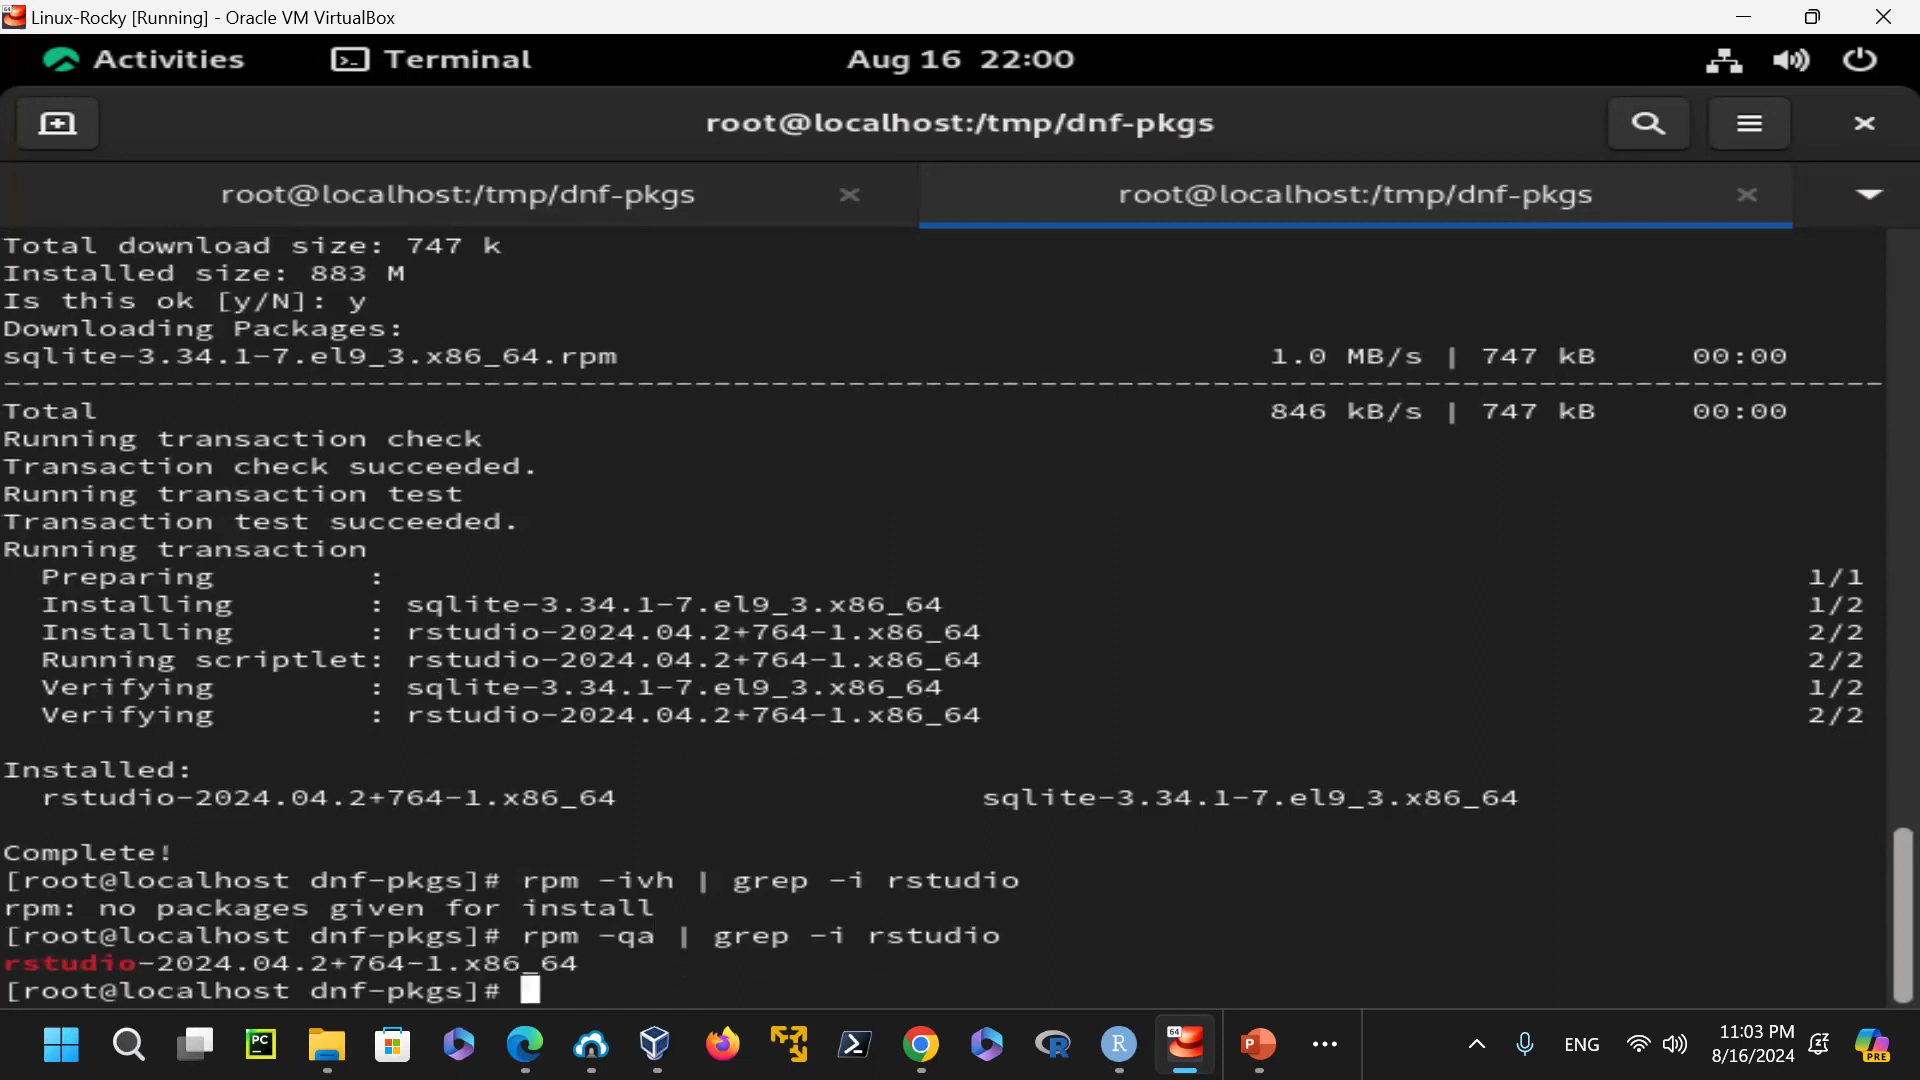 Linux-Rocky [Running] - Oracle VM VirtualBox
Activities Terminal Aug 16 22:00
root@localhost:/tmp/dnf-pkgs
root@localhost:/tmp/dnf-pkgs root@localhost:/tmp/dnf-pkgs
Total download size: 747 k
Installed size: 883 M
Is this ok [y/N]: y
Downloading Packages:
sqlite-3.34.1-7.el9_3.x86_64.rpm 1.0 MB/s | 747 kB 00:00
--------------------------------------------------------------------------------
Total 846 kB/s | 747 kB 00:00
Running transaction check
Transaction check succeeded.
Running transaction test
Transaction test succeeded.
Running transaction
Preparing : 1/1
Installing : sqlite-3.34.1-7.el9_3.x86_64 1/2
Installing : rstudio-2024.04.2+764-1.x86_64 2/2
Running scriptlet: rstudio-2024.04.2+764-1.x86_64 2/2
Verifying : sqlite-3.34.1-7.el9_3.x86_64 1/2
Verifying : rstudio-2024.04.2+764-1.x86_64 2/2
Installed:
rstudio-2024.04.2+764-1.x86_64 sqlite-3.34.1-7.el9_3.x86_64
Complete!
[root@localhost dnf-pkgs]# rpm -ivh | grep -i rstudio
rpm: no packages given for install
[root@localhost dnf-pkgs]# rpm -qa | grep -i rstudio
rstudio-2024.04.2+764-1.x86_64
[root@localhost dnf-pkgs]#
PC R R 64 P ENG 11:03 PM PRE
8/16/2024